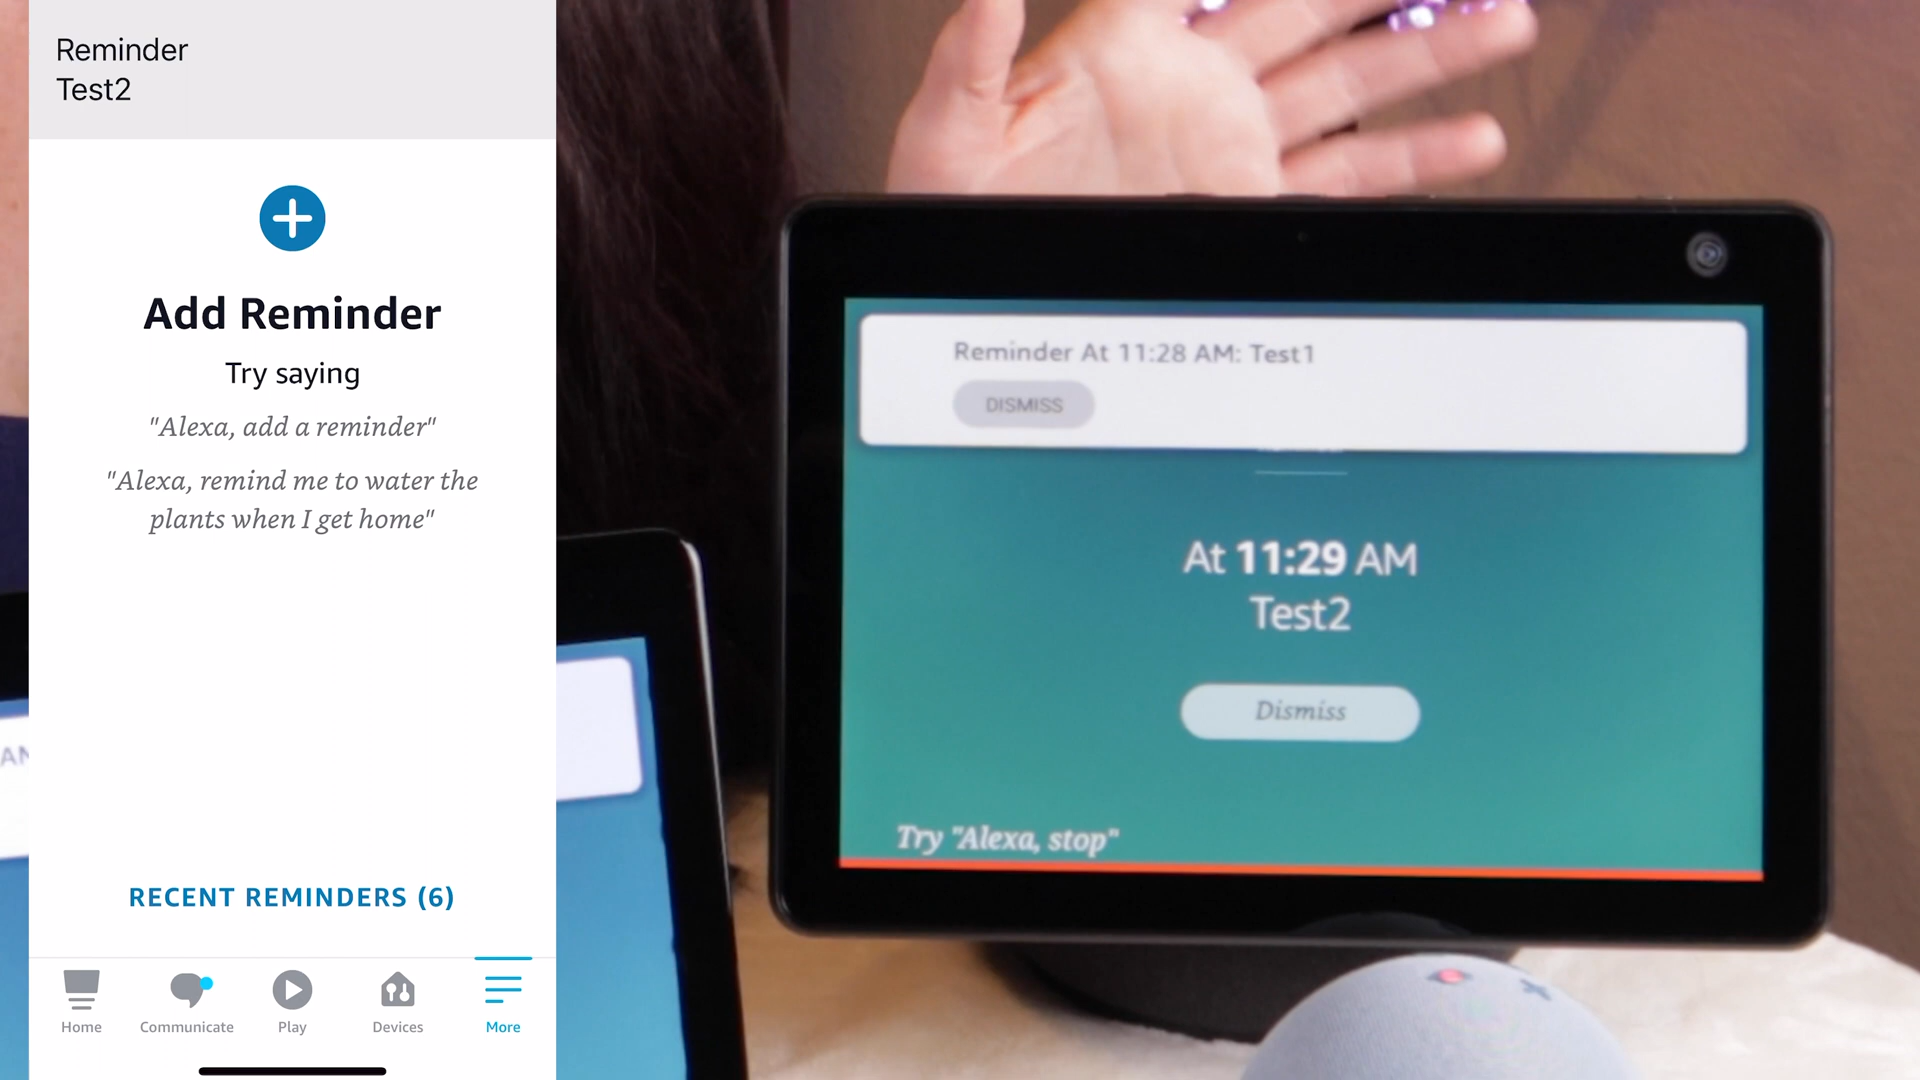 Reminder
Test2
Add Reminder
Try saying
"Alexa, add a reminder"
"Alexa, remind me to water the
plants when I get home"
RECENT REMINDERS (6)
Home
Communicate
Play
Devices
More
AM
Reminder At 11:28 AM: Test1
DISMISS
At 11:29 AM
Test2
Dismiss
Try "Alexa, stop"